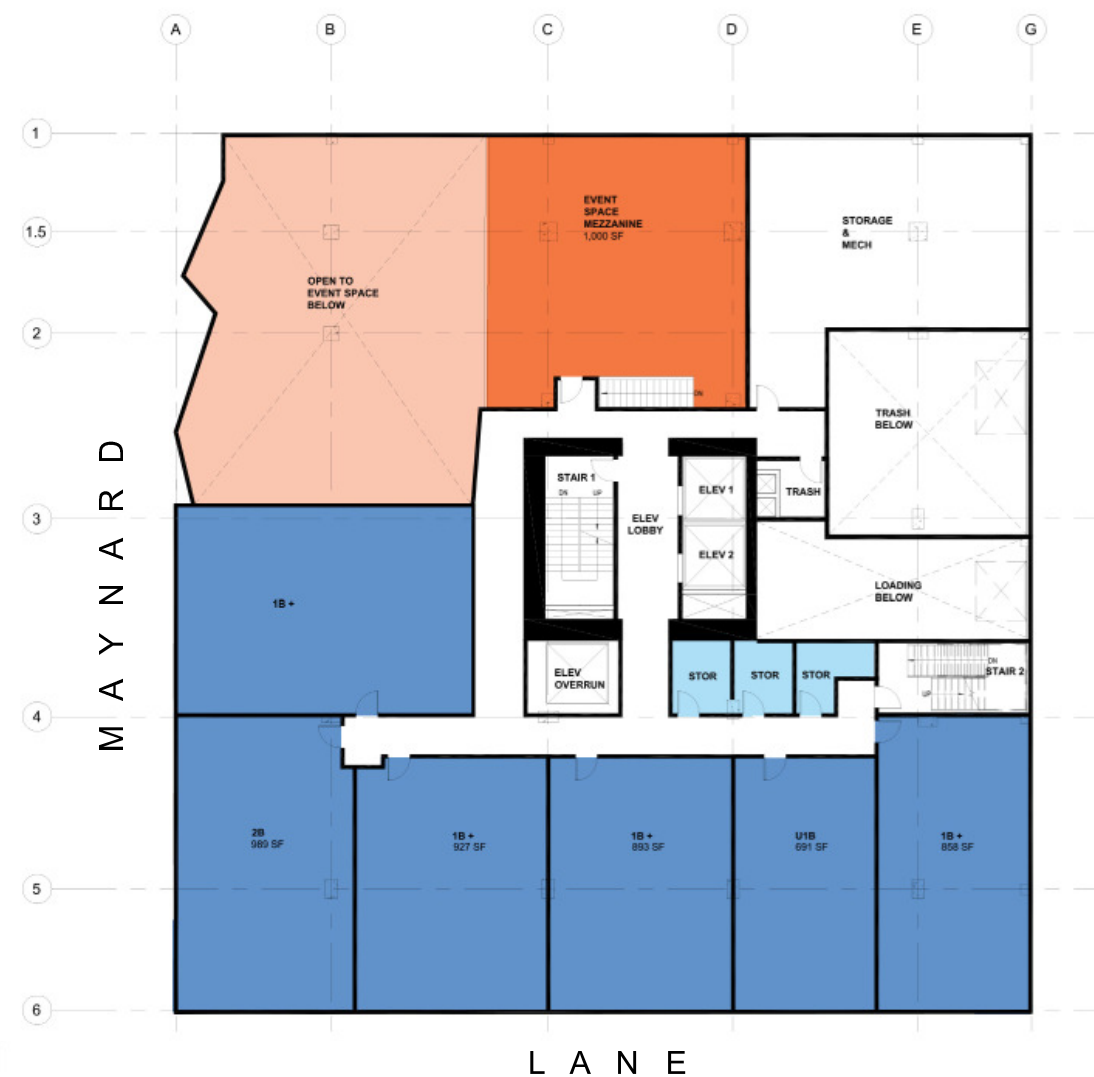 A
B
C
D
E
G
1
1.5
2
3
4
5
6
EVENT
SPACE
MEZZANINE
1,000 SF
STORAGE
&
MECH
OPEN TO
EVENT SPACE
BELOW
DN
TRASH
BELOW
STAIR 1
DN UP
ELEV 1
TRASH
ELEV
LOBBY
ELEV 2
LOADING
BELOW
1B +
ELEV
OVERRUN
STOR
STOR
STOR
DN
STAIR 2
UP
2B
989 SF
1B +
927 SF
1B +
893 SF
U1B
691 SF
1B +
858 SF
MAYNARD
LANE